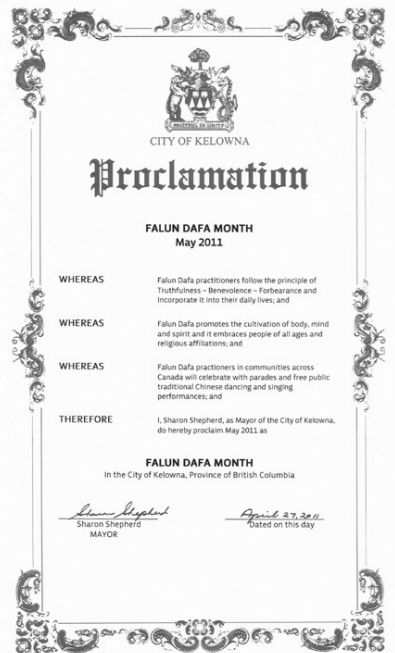 FRUITFUL IN UNITY
CITY OF KELOWNA
Proclamation
FALUN DAFA MONTH
May 2011
WHEREAS
Falun Dafa practitioners follow the principle of
Truthfulness – Benevolence – Forbearance and
incorporate it into their daily lives; and
WHEREAS
Falun Dafa promotes the cultivation of body, mind
and spirit and it embraces people of all ages and
religious affiliations; and
WHEREAS
Falun Dafa practioners in communities across
Canada will celebrate with parades and free public
traditional Chinese dancing and singing
performances; and
THEREFORE
I, Sharon Shepherd, as Mayor of the City of Kelowna,
do hereby proclaim May 2011 as
FALUN DAFA MONTH
In the City of Kelowna, Province of British Columbia
Sharon Shepherd
April 27, 2011
Sharon Shepherd
Dated on this day
MAYOR